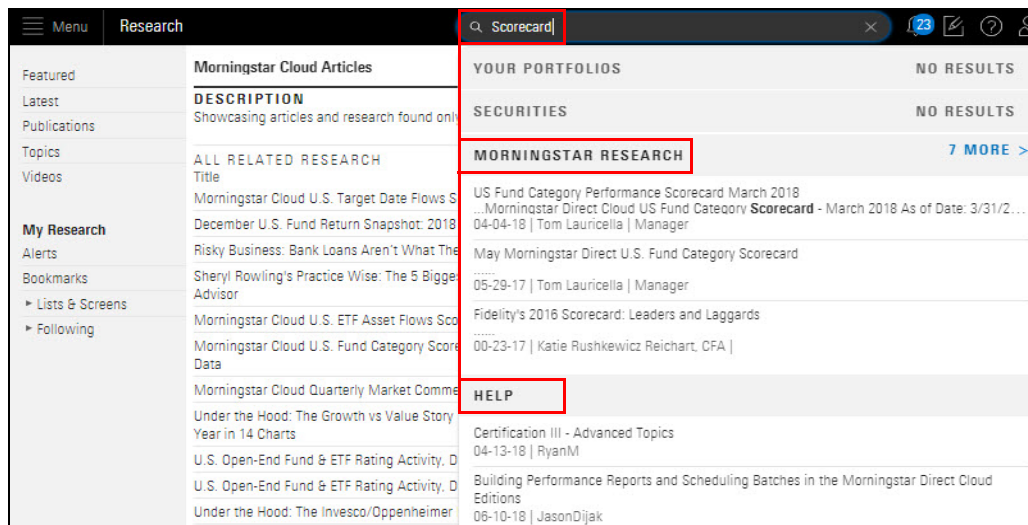 Menu
Research
Scorecard
23
Featured
Latest
Publications
Topics
Videos
My Research
Alerts
Bookmarks
Lists & Screens
Following
Morningstar Cloud Articles
DESCRIPTION
Showcasing articles and research found only
ALL RELATED RESEARCH
Title
Morningstar Cloud U.S. Target Date Flows S
December U.S. Fund Return Snapshot: 2018
Risky Business: Bank Loans Aren't What The
Sheryl Rowling's Practice Wise: The 5 Bigges
Advisor
Morningstar Cloud U.S. ETF Asset Flows Sco
Morningstar Cloud U.S. Fund Category Score
Data
Morningstar Cloud Quarterly Market Comme
Under the Hood: The Growth vs Value Story
Year in 14 Charts
U.S. Open-End Fund & ETF Rating Activity, D
U.S. Open-End Fund & ETF Rating Activity, D
Under the Hood: The Invesco/Oppenheimer
YOUR PORTFOLIOS NO RESULTS
SECURITIES NO RESULTS
MORNINGSTAR RESEARCH 7 MORE >
US Fund Category Performance Scorecard March 2018
...Morningstar Direct Cloud US Fund Category Scorecard - March 2018 As of Date: 3/31/2...
04-04-18 | Tom Lauricella | Manager
May Morningstar Direct U.S. Fund Category Scorecard
......
05-29-17 | Tom Lauricella | Manager
Fidelity's 2016 Scorecard: Leaders and Laggards
......
00-23-17 | Katie Rushkewicz Reichart, CFA |
HELP
Certification III - Advanced Topics
04-13-18 | RyanM
Building Performance Reports and Scheduling Batches in the Morningstar Direct Cloud
Editions
06-10-18 | JasonDijak